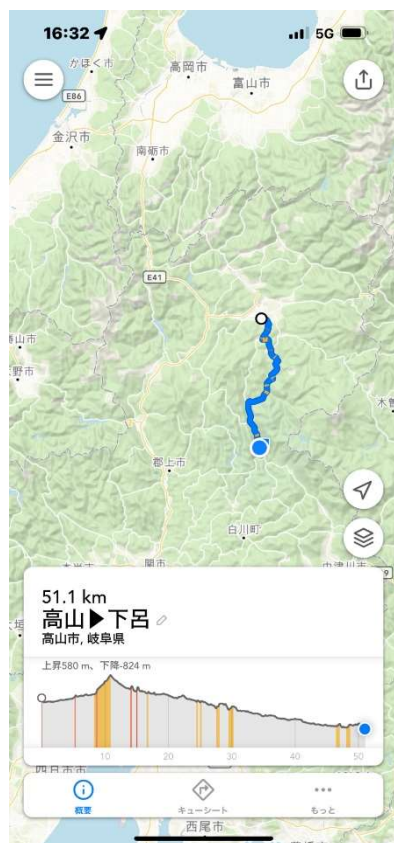 16:32
5G
かほく市
高岡市
富山市
E86
金沢市
南砺市
E41
郡上市
白川町
関市
51.1 km
高山▶下呂
高山市, 岐阜県
上昇580 m、下降-824 m
10 20 30 40 50
四日市市
概要
キューシート
もっと
西尾市